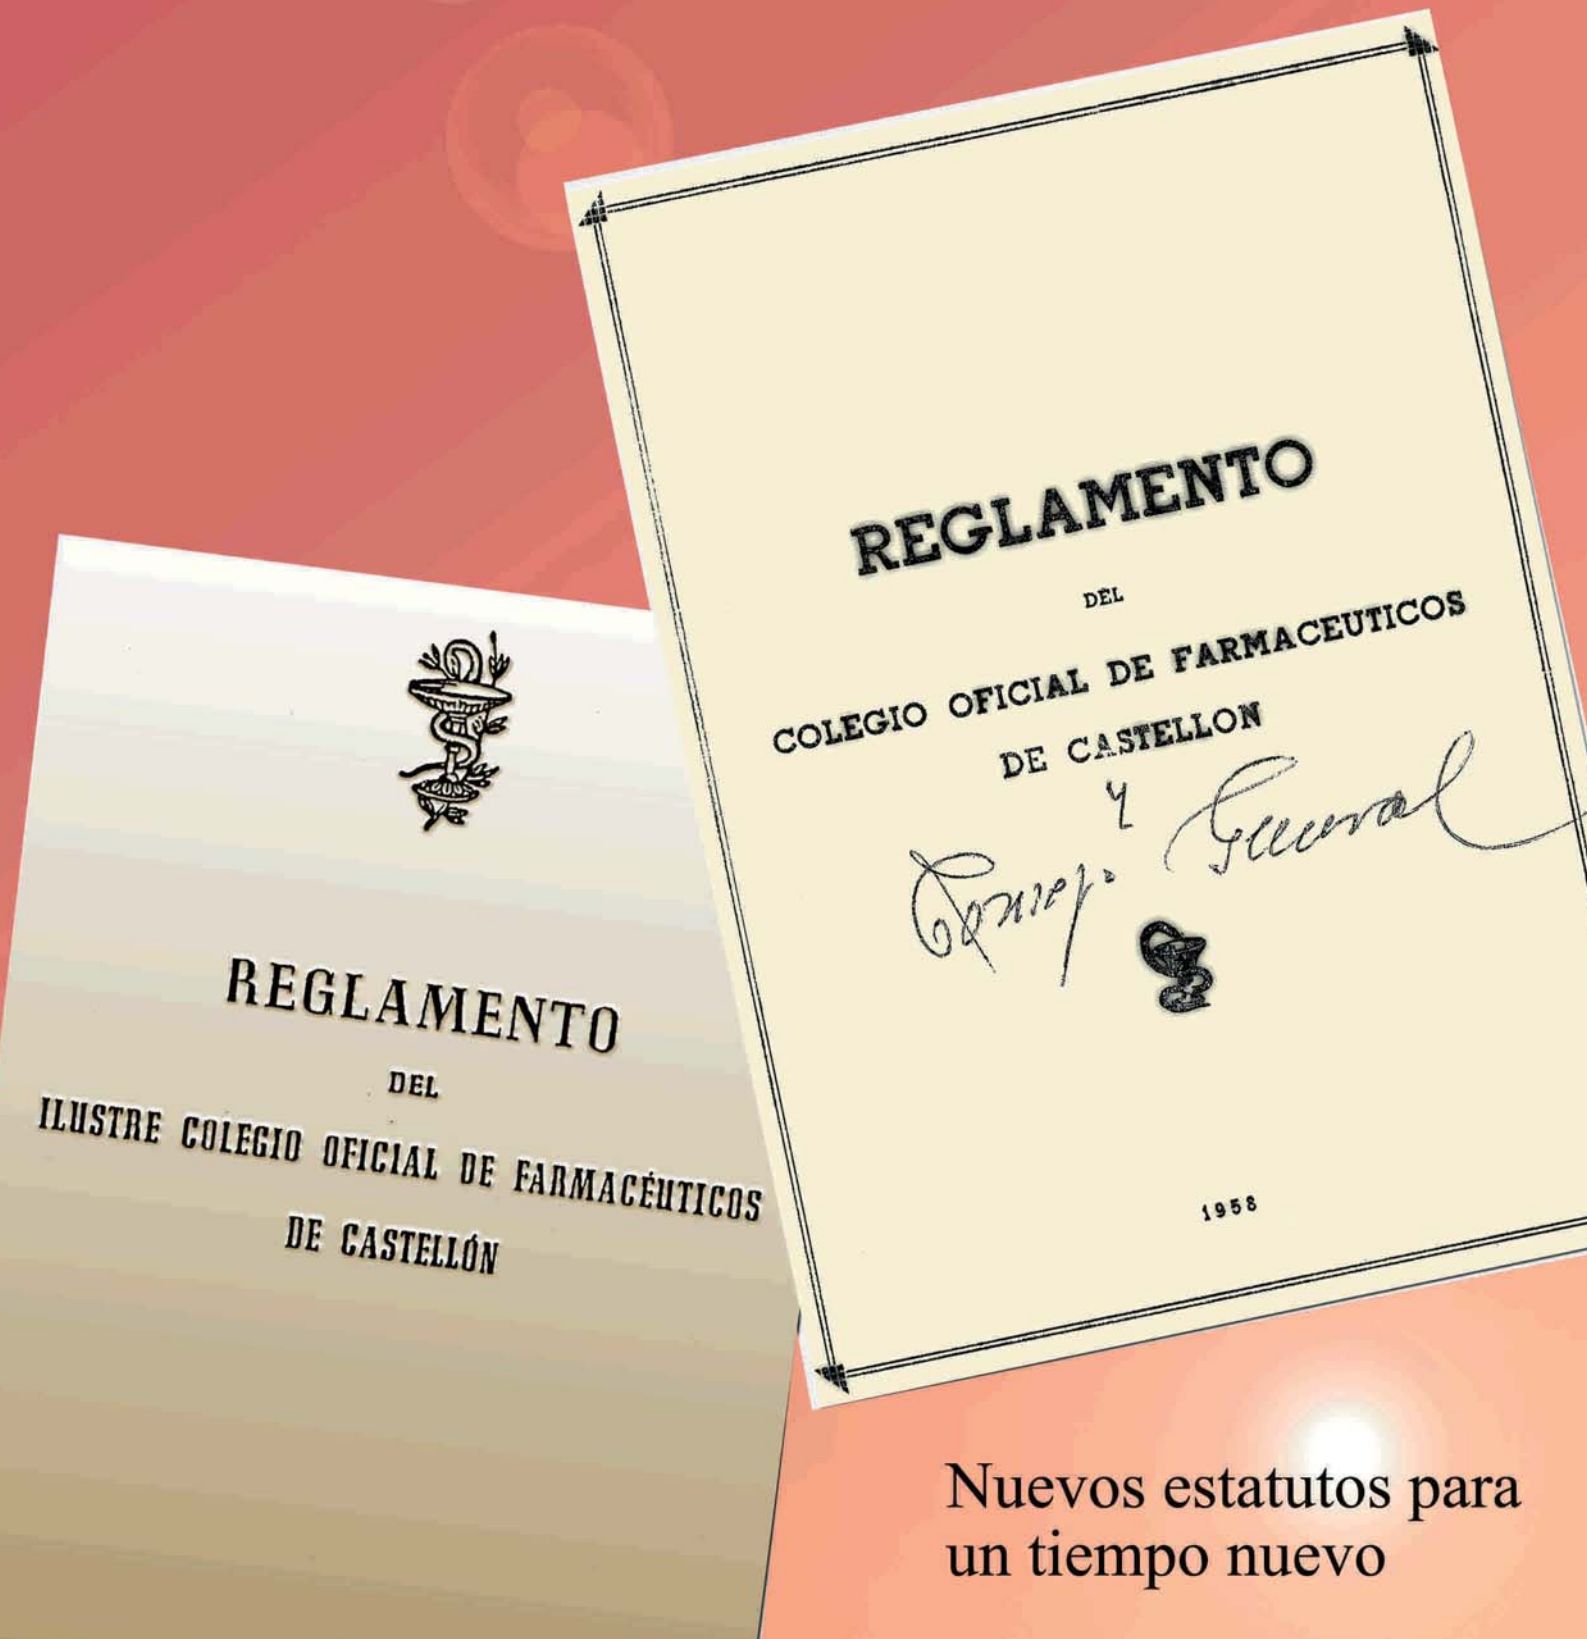 REGLAMENTO
DEL
COLEGIO OFICIAL DE FARMACEUTICOS
DE CASTELLON
y
Consejo General
1958
REGLAMENTO
DEL
ILUSTRE COLEGIO OFICIAL DE FARMACÉUTICOS
DE CASTELLÓN
Nuevos estatutos para
un tiempo nuevo